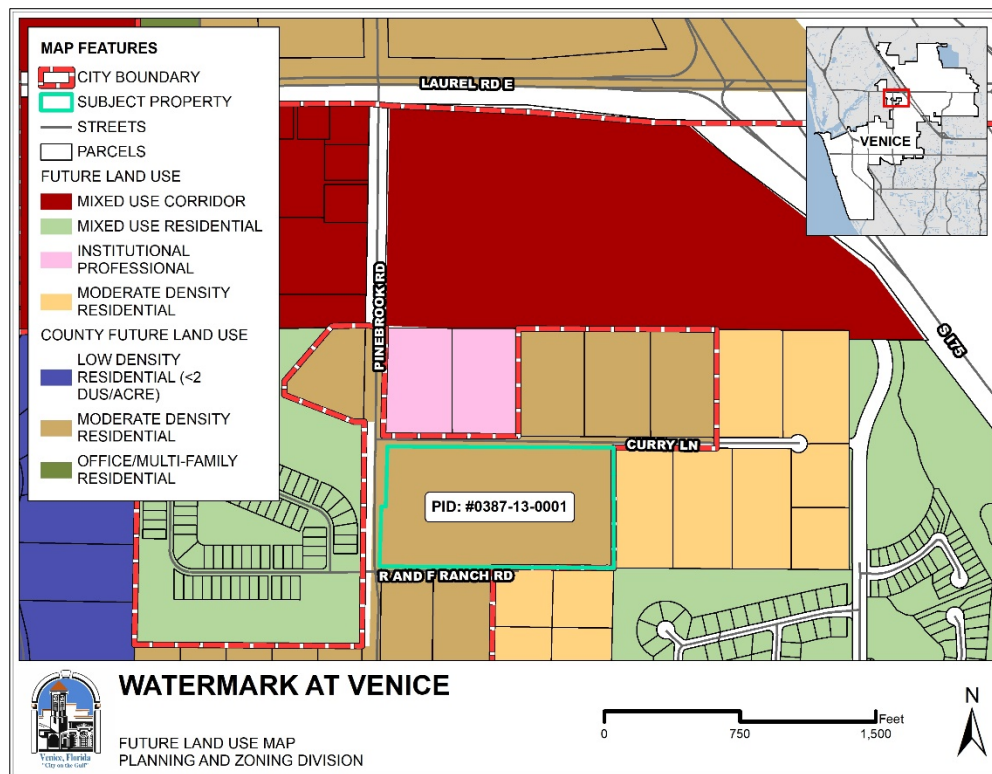 MAP FEATURES
CITY BOUNDARY
SUBJECT PROPERTY
STREETS
PARCELS
FUTURE LAND USE
MIXED USE CORRIDOR
MIXED USE RESIDENTIAL
INSTITUTIONAL
PROFESSIONAL
MODERATE DENSITY
RESIDENTIAL
COUNTY FUTURE LAND USE
LOW DENSITY
RESIDENTIAL (<2
DUS/ACRE)
MODERATE DENSITY
RESIDENTIAL
OFFICE/MULTI-FAMILY
RESIDENTIAL
LAUREL RD E
VENICE
PINEBROOK RD
S I75
CURRY LN
PID: #0387-13-0001
R AND F RANCH RD
WATERMARK AT VENICE
FUTURE LAND USE MAP
PLANNING AND ZONING DIVISION
Venice, Florida
"City on the Gulf"
0 750 1,500 Feet
N